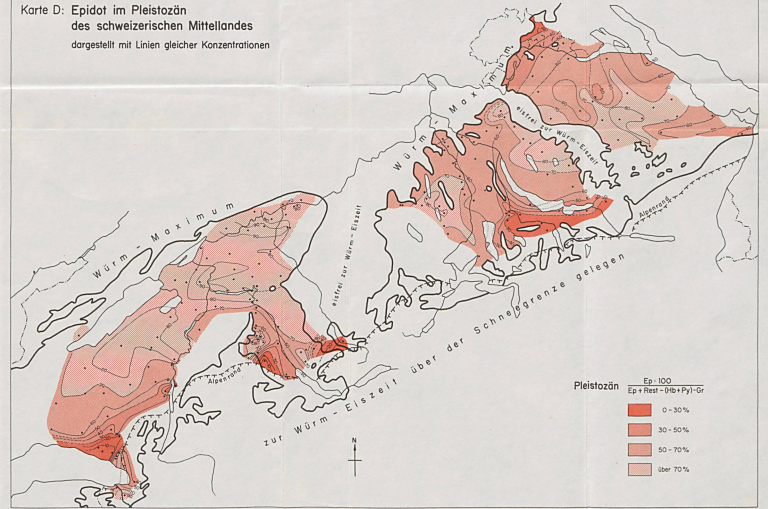 Karte D: Epidot im Pleistozän
des schweizerischen Mittellandes
dargestellt mit Linien gleicher Konzentrationen
Würm-Maximum
eisfrei zur Würm-Eiszeit
Alpenrand
Würm-Maximum
eisfrei zur Würm-Eiszeit
Alpenrand
zur Würm-Eiszeit über der Schneegrenze gelegen
N
Pleistozän
Ep·100
Ep+Rest-(Hb+Py)-Gr
0-30%
30-50%
50-70%
über 70%